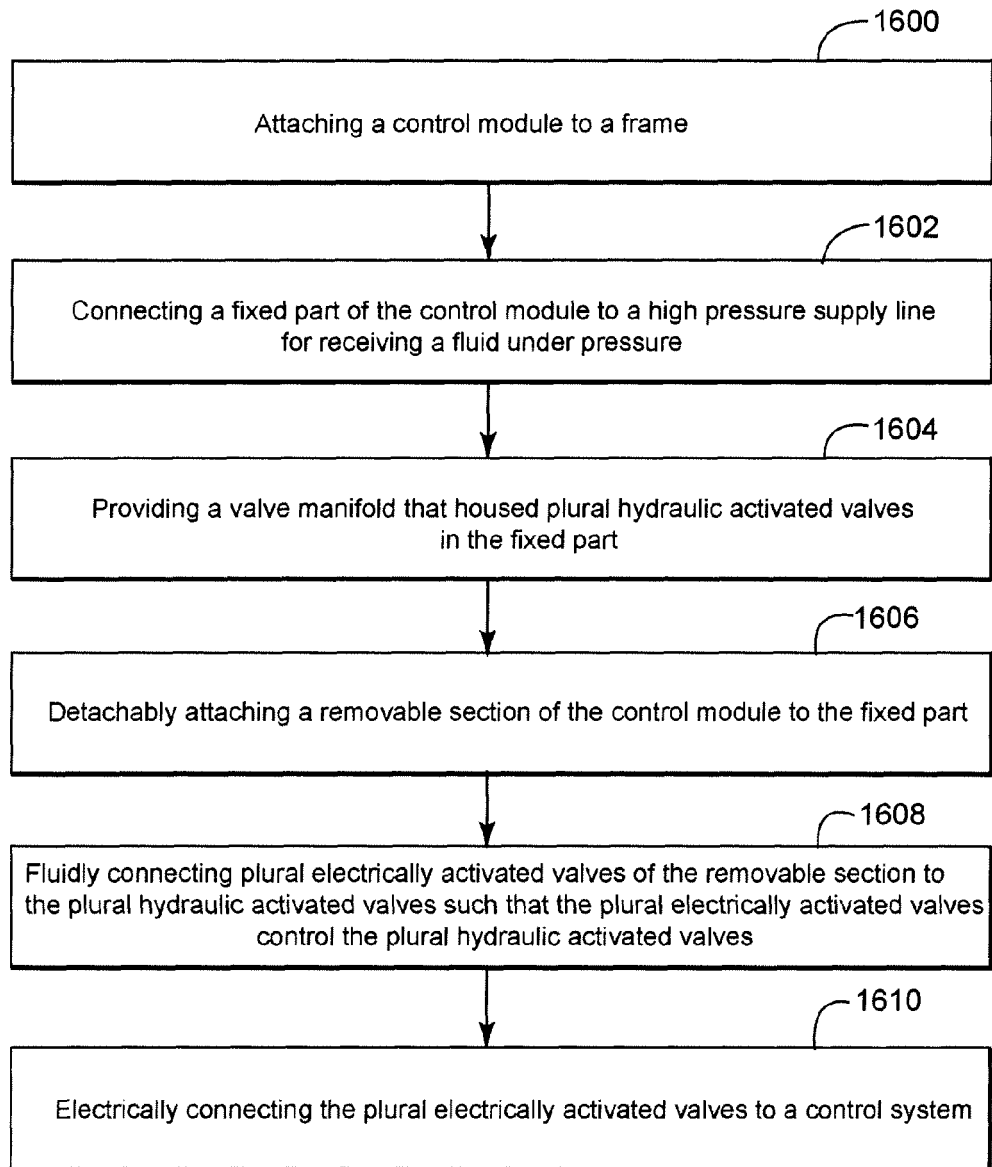 1600
Attaching a control module to a frame
1602
Connecting a fixed part of the control module to a high pressure supply line
for receiving a fluid under pressure
1604
Providing a valve manifold that housed plural hydraulic activated valves
in the fixed part
1606
Detachably attaching a removable section of the control module to the fixed part
1608
Fluidly connecting plural electrically activated valves of the removable section to
the plural hydraulic activated valves such that the plural electrically activated valves
control the plural hydraulic activated valves
1610
Electrically connecting the plural electrically activated valves to a control system